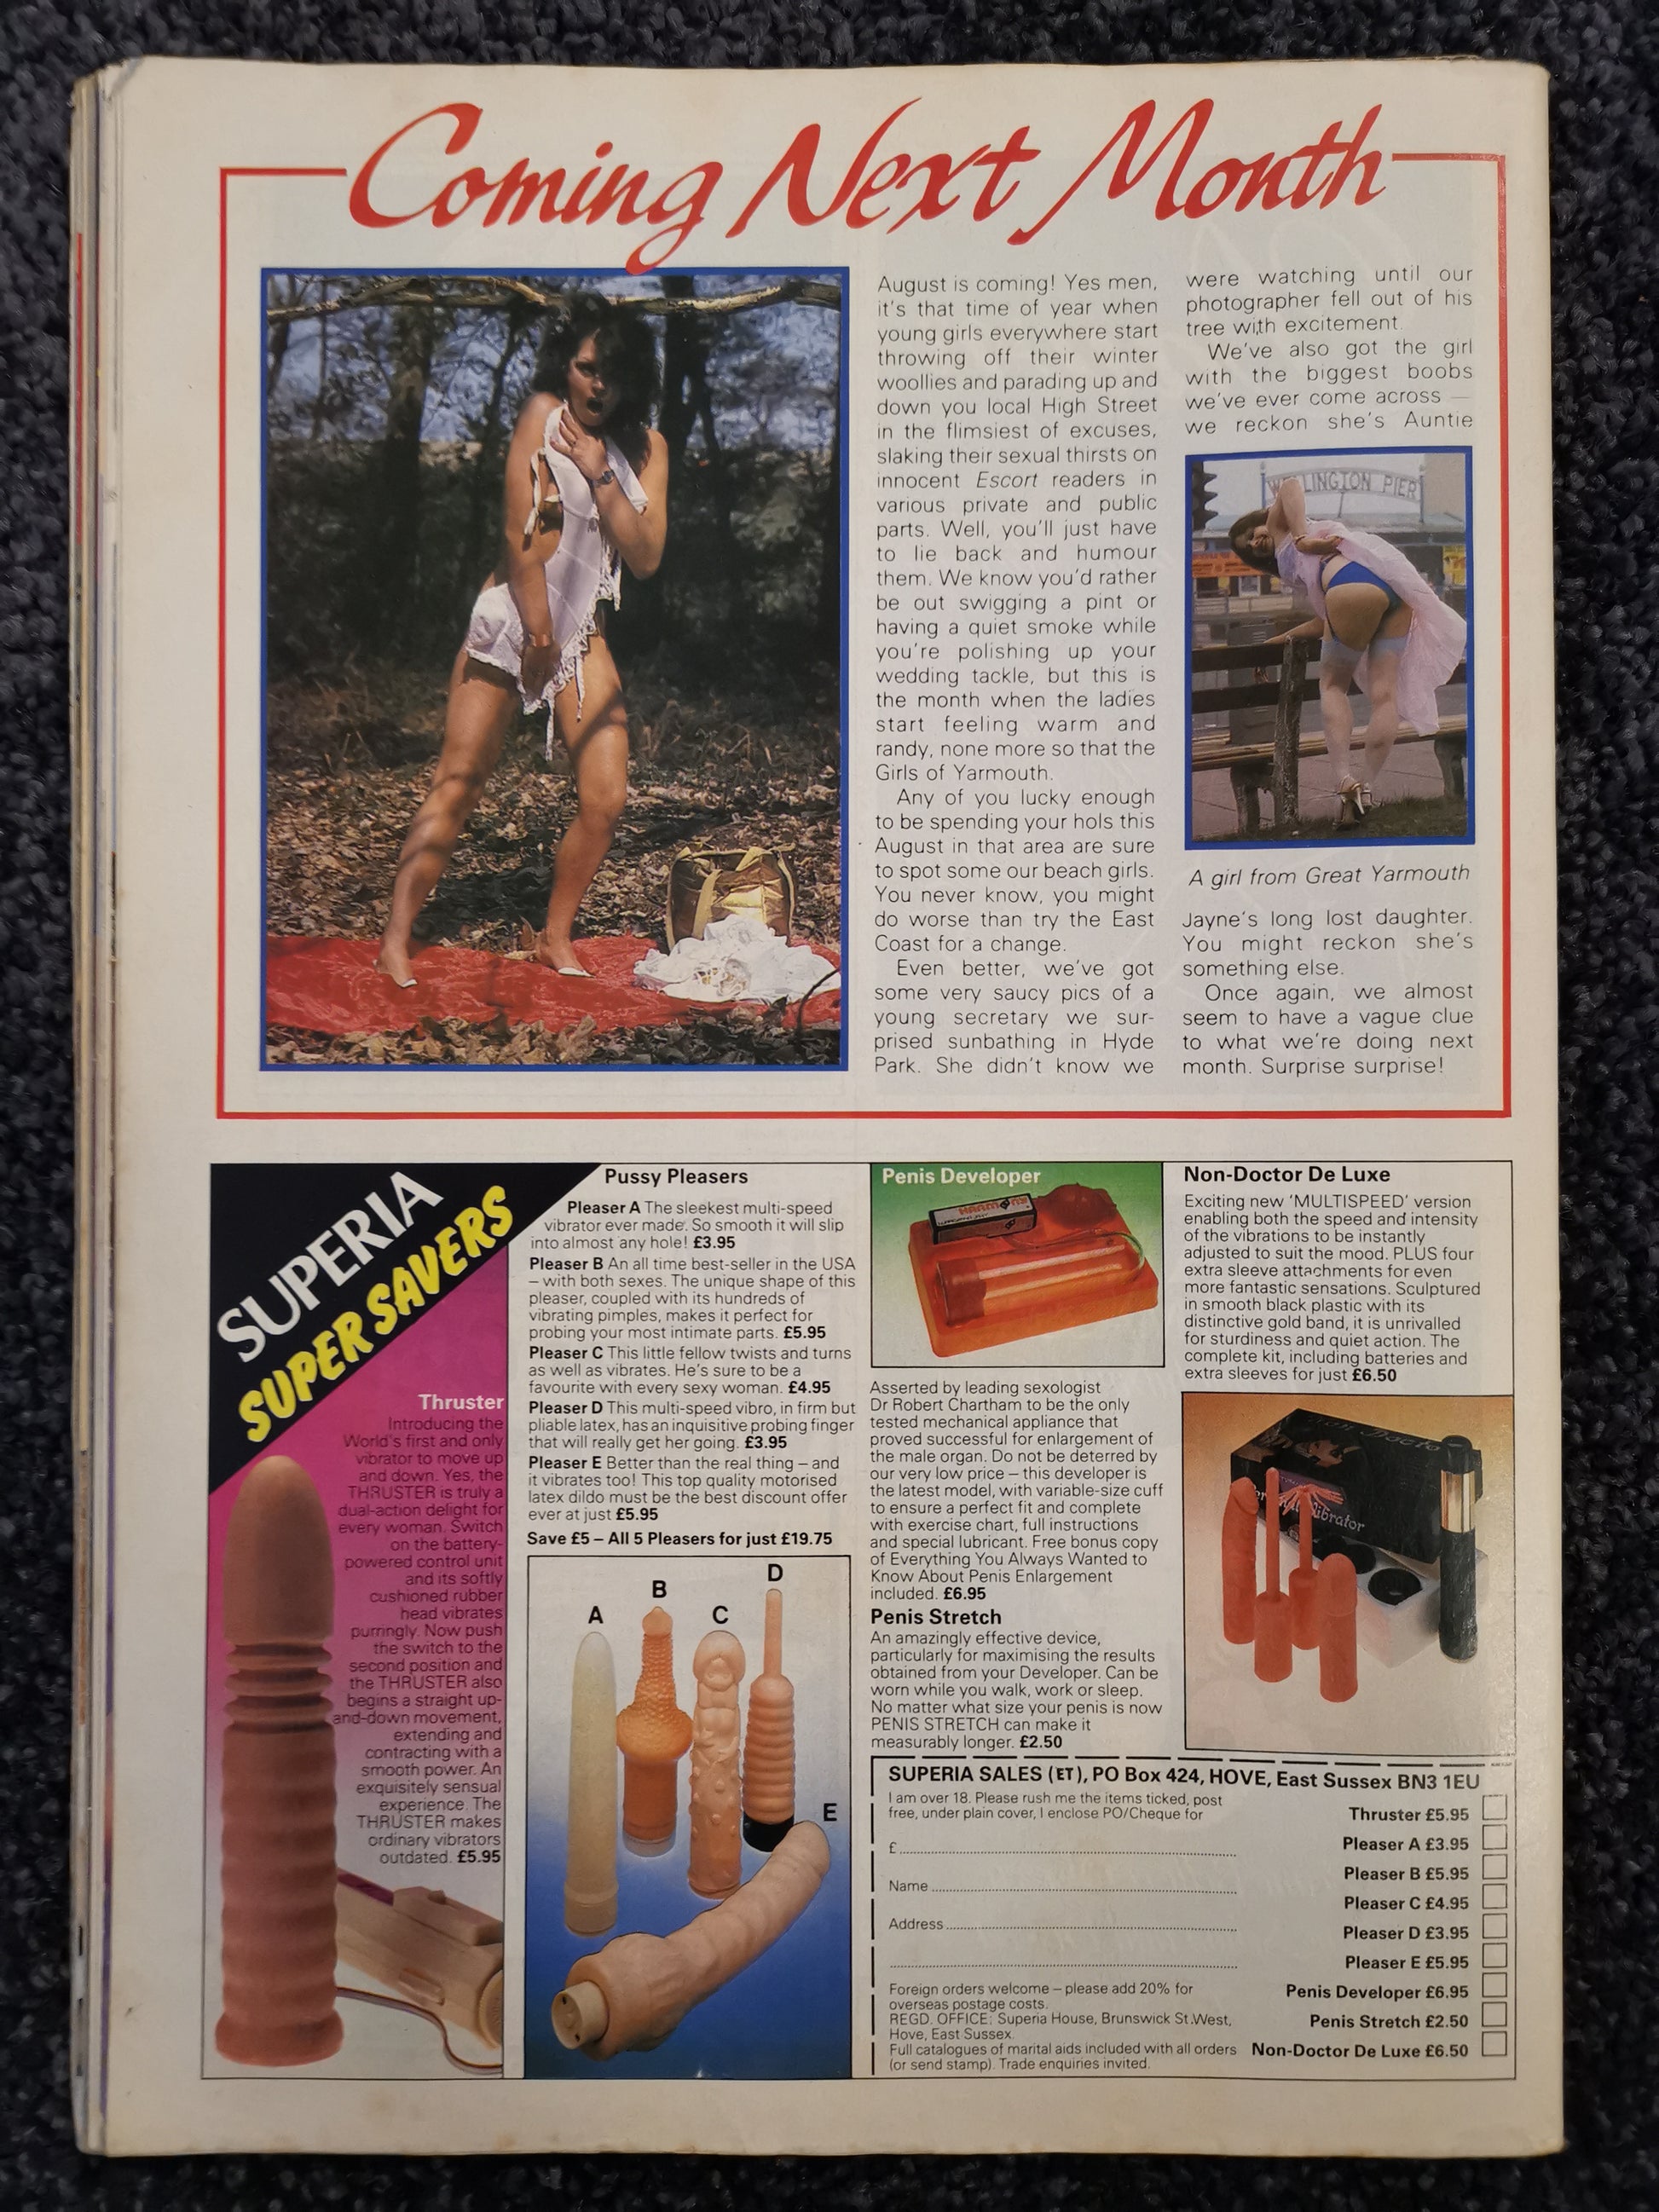 Coming Next Month
August is coming! Yes men,
it's that time of year when
young girls everywhere start
throwing off their winter
woollies and parading up and
down you local High Street
in the flimsiest of excuses,
slaking their sexual thirsts on
innocent Escort readers in
various private and public
parts. Well, you'll just have
to lie back and humour
them. We know you'd rather
be out swigging a pint or
having a quiet smoke while
you're polishing up your
wedding tackle, but this is
the month when the ladies
start feeling warm and
randy, none more so that the
Girls of Yarmouth.
Any of you lucky enough
to be spending your hols this
August in that area are sure
to spot some our beach girls.
You never know, you might
do worse than try the East
Coast for a change.
Even better, we've got
some very saucy pics of a
young secretary we sur-
prised sunbathing in Hyde
Park. She didn't know we
were watching until our
photographer fell out of his
tree with excitement.
We've also got the girl
with the biggest boobs
we've ever come across —
we reckon she's Auntie
LINGTON PIER
A girl from Great Yarmouth
Jayne's long lost daughter.
You might reckon she's
something else.
Once again, we almost
seem to have a vague clue
to what we're doing next
month. Surprise surprise!
SUPERIA
SUPER SAVERS
Thruster
Introducing the
World's first and only
vibrator to move up
and down. Yes, the
THRUSTER is truly a
dual-action delight for
every woman. Switch
on the battery-
powered control unit
and its softly
cushioned rubber
head vibrates
purringly. Now push
the switch to the
second position and
the THRUSTER also
begins a straight up-
and-down movement,
extending and
contracting with a
smooth power. An
exquisitely sensual
experience. The
THRUSTER makes
ordinary vibrators
outdated. £5.95
Pussy Pleasers
Pleaser A The sleekest multi-speed
vibrator ever made. So smooth it will slip
into almost any hole! £3.95
Pleaser B An all time best-seller in the USA
– with both sexes. The unique shape of this
pleaser, coupled with its hundreds of
vibrating pimples, makes it perfect for
probing your most intimate parts. £5.95
Pleaser C This little fellow twists and turns
as well as vibrates. He's sure to be a
favourite with every sexy woman. £4.95
Pleaser D This multi-speed vibro, in firm but
pliable latex, has an inquisitive probing finger
that will really get her going. £3.95
Pleaser E Better than the real thing – and
it vibrates too! This top quality motorised
latex dildo must be the best discount offer
ever at just £5.95
Save £5 – All 5 Pleasers for just £19.75
A
B
C
D
E
Penis Developer
Asserted by leading sexologist
Dr Robert Chartham to be the only
tested mechanical appliance that
proved successful for enlargement of
the male organ. Do not be deterred by
our very low price – this developer is
the latest model, with variable-size cuff
to ensure a perfect fit and complete
with exercise chart, full instructions
and special lubricant. Free bonus copy
of Everything You Always Wanted to
Know About Penis Enlargement
included. £6.95
Penis Stretch
An amazingly effective device,
particularly for maximising the results
obtained from your Developer. Can be
worn while you walk, work or sleep.
No matter what size your penis is now
PENIS STRETCH can make it
measurably longer. £2.50
Non-Doctor De Luxe
Exciting new 'MULTISPEED' version
enabling both the speed and intensity
of the vibrations to be instantly
adjusted to suit the mood. PLUS four
extra sleeve attachments for even
more fantastic sensations. Sculptured
in smooth black plastic with its
distinctive gold band, it is unrivalled
for sturdiness and quiet action. The
complete kit, including batteries and
extra sleeves for just £6.50
SUPERIA SALES (ET), PO Box 424, HOVE, East Sussex BN3 1EU
I am over 18. Please rush me the items ticked, post
free, under plain cover, I enclose PO/Cheque for
£
Name
Address
Foreign orders welcome – please add 20% for
overseas postage costs.
REGD. OFFICE: Superia House, Brunswick St.West,
Hove, East Sussex.
Full catalogues of marital aids included with all orders
(or send stamp). Trade enquiries invited.
Thruster £5.95
Pleaser A £3.95
Pleaser B £5.95
Pleaser C £4.95
Pleaser D £3.95
Pleaser E £5.95
Penis Developer £6.95
Penis Stretch £2.50
Non-Doctor De Luxe £6.50